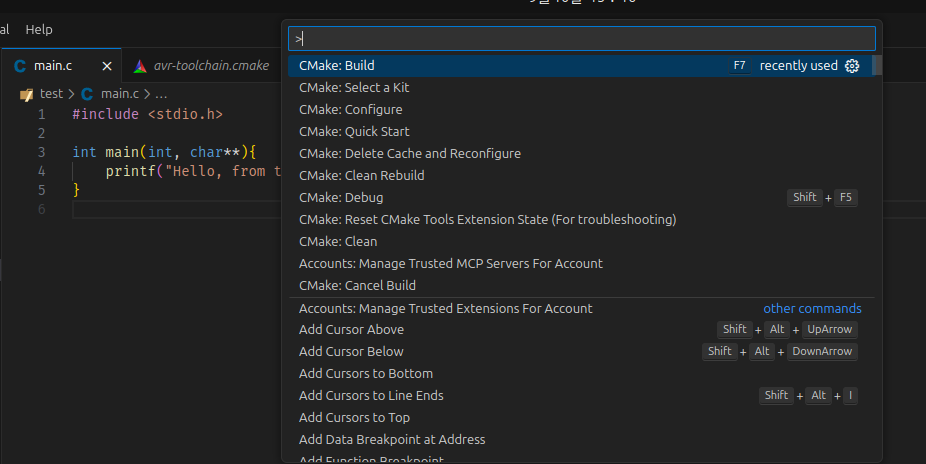 al Help
>
main.c avr-toolchain.cmake
test > main.c > ...
1 #include <stdio.h>
2
3 int main(int, char**){
4 printf("Hello, from t
5 }
6
CMake: Build F7 recently used
CMake: Select a Kit
CMake: Configure
CMake: Quick Start
CMake: Delete Cache and Reconfigure
CMake: Clean Rebuild
CMake: Debug Shift + F5
CMake: Reset CMake Tools Extension State (For troubleshooting)
CMake: Clean
Accounts: Manage Trusted MCP Servers For Account
CMake: Cancel Build
Accounts: Manage Trusted Extensions For Account other commands
Add Cursor Above Shift + Alt + UpArrow
Add Cursor Below Shift + Alt + DownArrow
Add Cursors to Bottom
Add Cursors to Line Ends Shift + Alt + I
Add Cursors to Top
Add Data Breakpoint at Address
Add Function Breakpoint